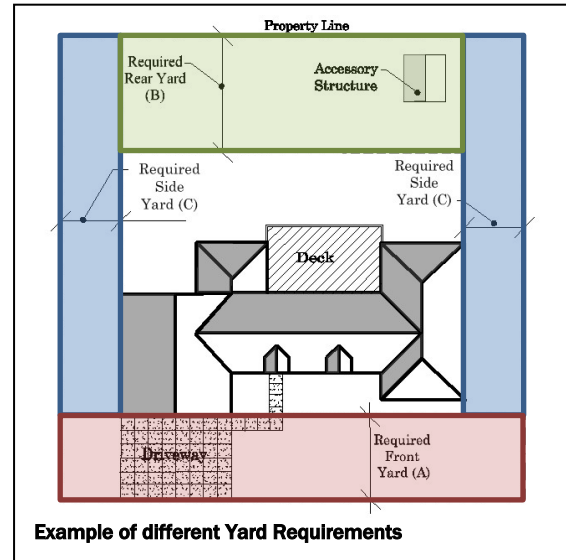 Property Line
Required
Rear Yard
(B)
Accessory
Structure
Required
Side
Yard (C)
Required
Side
Yard (C)
Deck
Driveway
Required
Front
Yard (A)
Example of different Yard Requirements